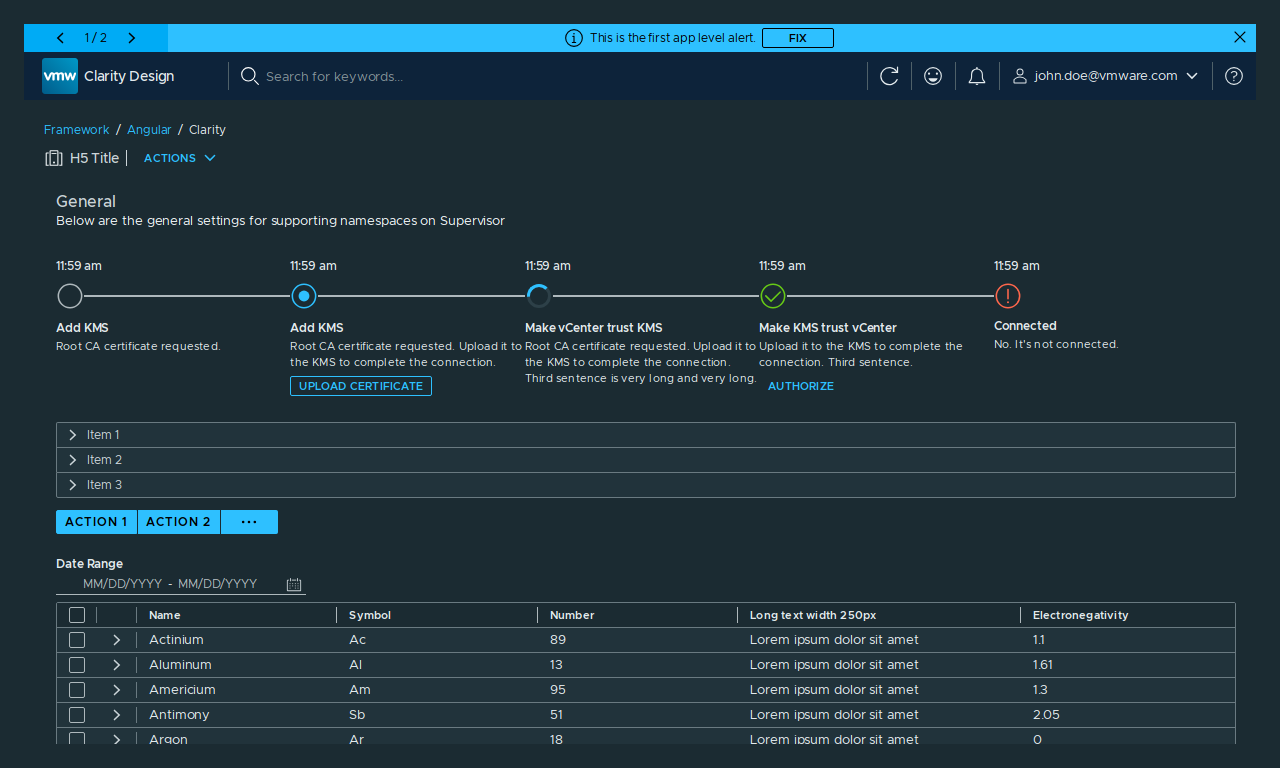 1 / 2
This is the first app level alert.
FIX
vmw
Clarity Design
Search for keywords...
john.doe@vmware.com
Framework / Angular / Clarity
H5 Title
ACTIONS
General
Below are the general settings for supporting namespaces on Supervisor
11:59 am
Add KMS
Root CA certificate requested.
11:59 am
Add KMS
Root CA certificate requested. Upload it to
the KMS to complete the connection.
UPLOAD CERTIFICATE
11:59 am
Make vCenter trust KMS
Root CA certificate requested. Upload it to
the KMS to complete the connection.
Third sentence is very long and very long.
11:59 am
Make KMS trust vCenter
Upload it to the KMS to complete the
connection. Third sentence.
AUTHORIZE
11:59 am
Connected
No. It's not connected.
Item 1
Item 2
Item 3
ACTION 1 ACTION 2 ...
Date Range
MM/DD/YYYY - MM/DD/YYYY
Name Symbol Number Long text width 250px Electronegativity
Actinium Ac 89 Lorem ipsum dolor sit amet 1.1
Aluminum Al 13 Lorem ipsum dolor sit amet 1.61
Americium Am 95 Lorem ipsum dolor sit amet 1.3
Antimony Sb 51 Lorem ipsum dolor sit amet 2.05
Argon Ar 18 Lorem ipsum dolor sit amet 0